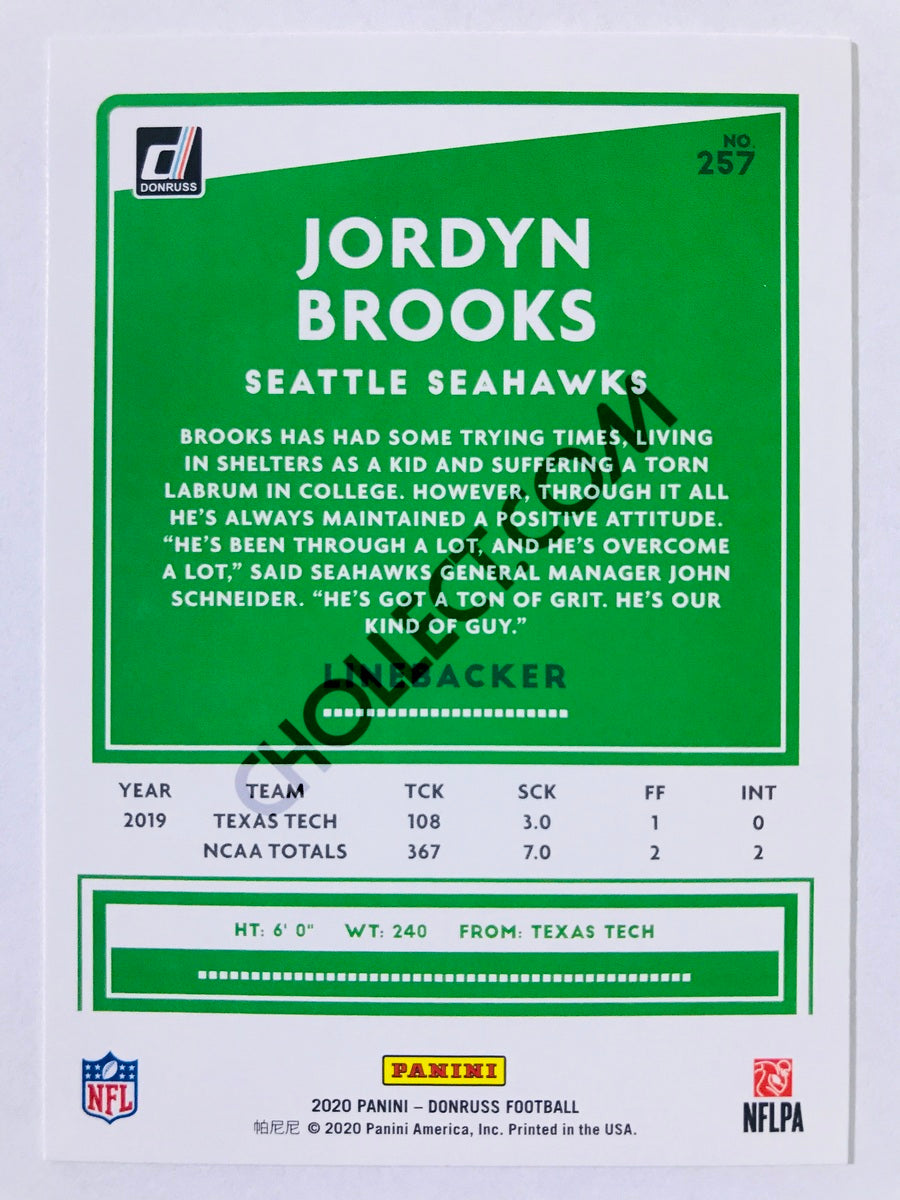 DONRUSS
NO.
257
JORDYN
BROOKS
SEATTLE SEAHAWKS
BROOKS HAS HAD SOME TRYING TIMES, LIVING
IN SHELTERS AS A KID AND SUFFERING A TORN
LABRUM IN COLLEGE. HOWEVER, THROUGH IT ALL
HE'S ALWAYS MAINTAINED A POSITIVE ATTITUDE.
“HE'S BEEN THROUGH A LOT, AND HE'S OVERCOME
A LOT,” SAID SEAHAWKS GENERAL MANAGER JOHN
SCHNEIDER. “HE'S GOT A TON OF GRIT. HE'S OUR
KIND OF GUY.”
LINEBACKER
CHOLLECT.COM
YEAR TEAM TCK SCK FF INT
2019 TEXAS TECH 108 3.0 1 0
NCAA TOTALS 367 7.0 2 2
HT: 6' 0" WT: 240 FROM: TEXAS TECH
NFL
PANINI
NFLPA
2020 PANINI – DONRUSS FOOTBALL
帕尼尼 © 2020 Panini America, Inc. Printed in the USA.